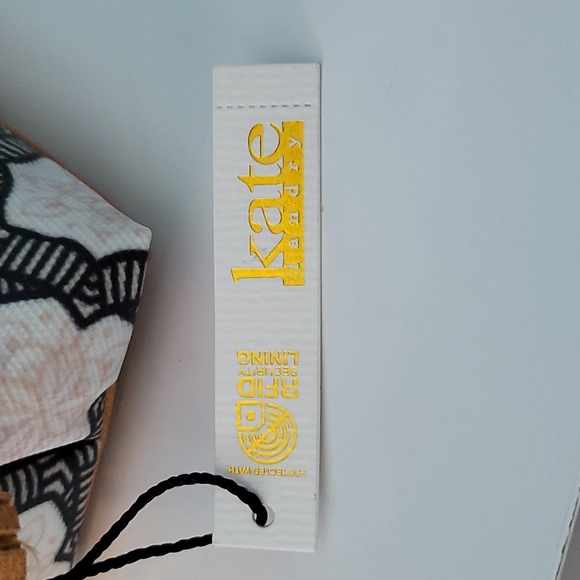 kate
landry
PROTECTED WITH
RFID
SECURITY
LINING